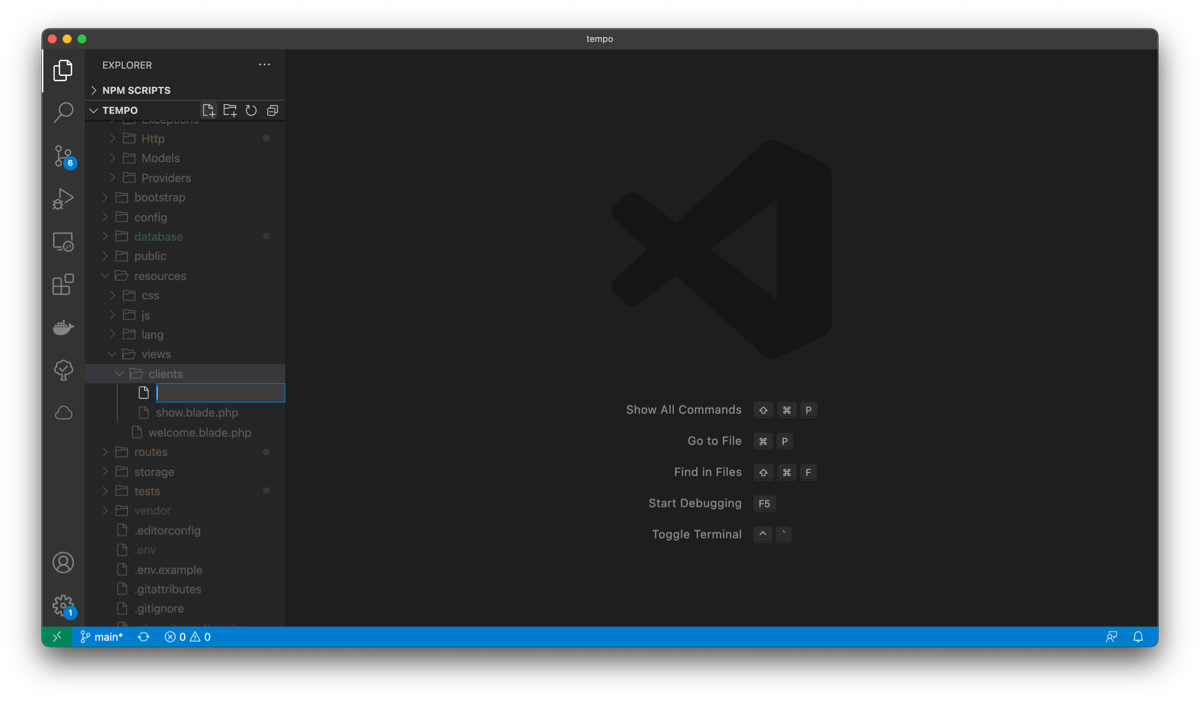 tempo
EXPLORER
NPM SCRIPTS
TEMPO
Exceptions
Http
Models
Providers
bootstrap
config
database
public
resources
css
js
lang
views
clients
show.blade.php
welcome.blade.php
routes
storage
tests
vendor
.editorconfig
.env
.env.example
.gitattributes
.gitignore
6
1
Show All Commands ⇧ ⌘ P
Go to File ⌘ P
Find in Files ⇧ ⌘ F
Start Debugging F5
Toggle Terminal ^ `
main* 0 0